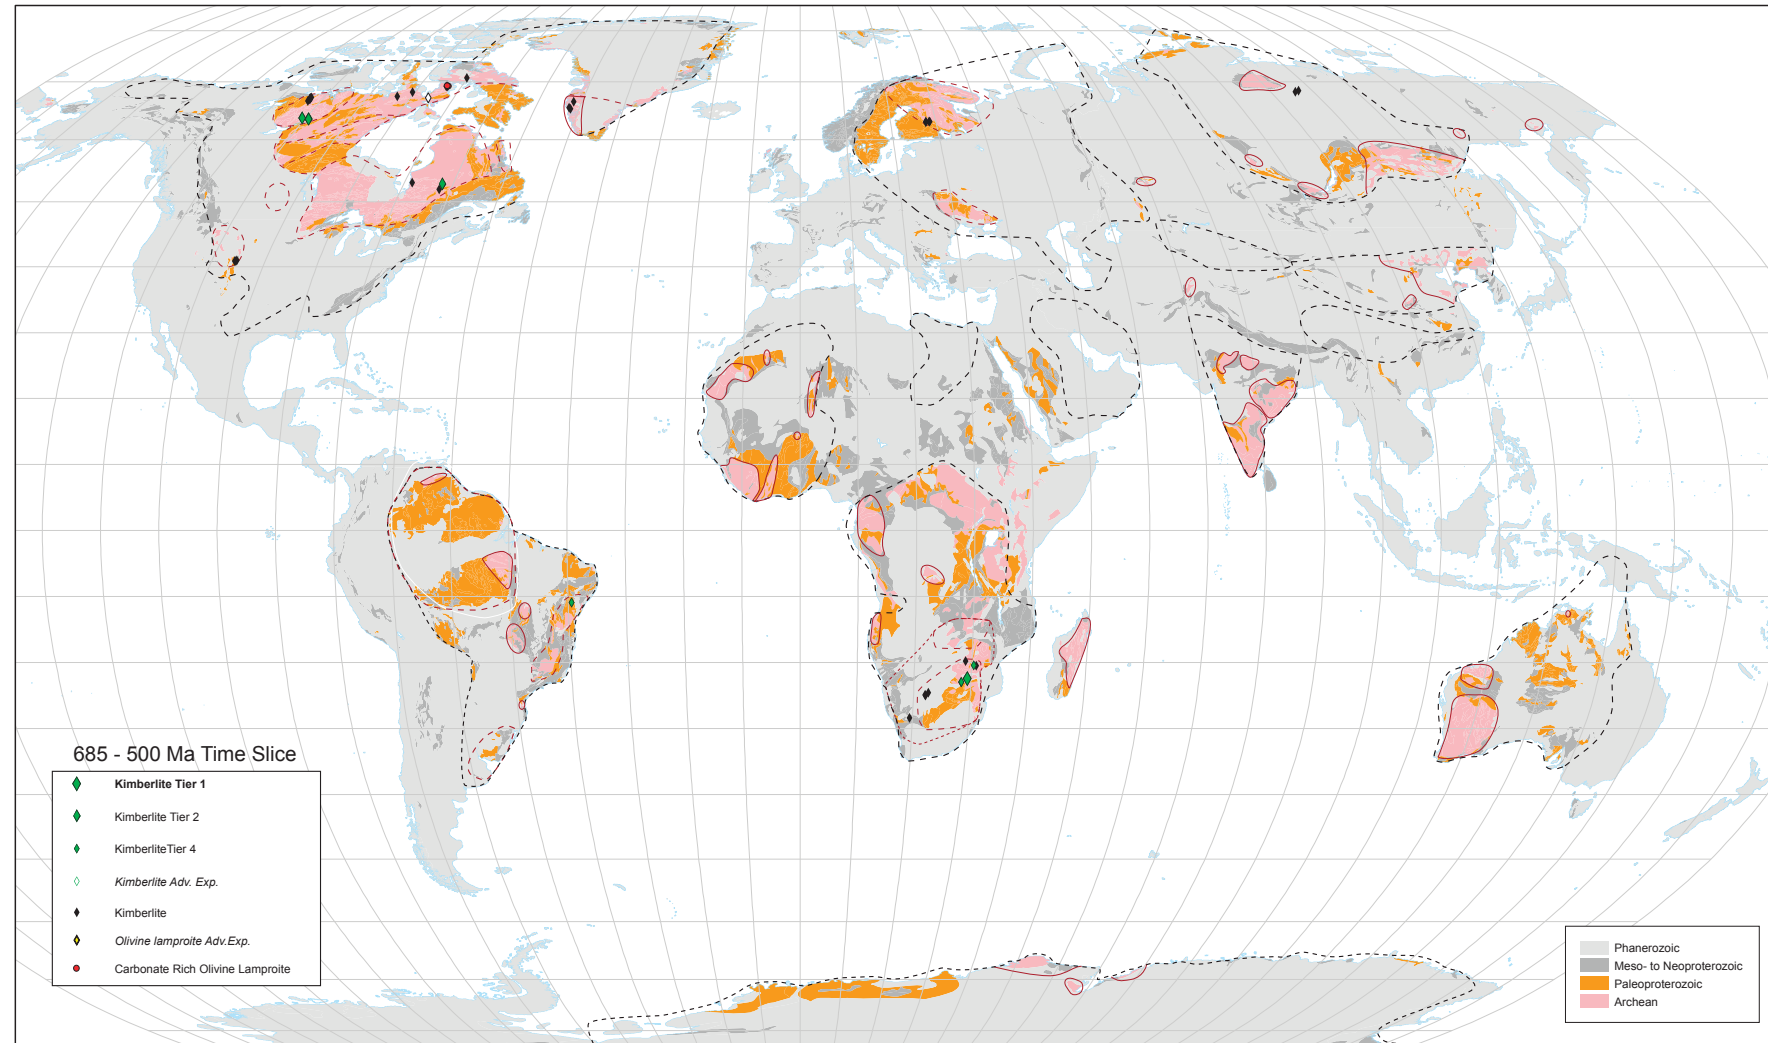 685 - 500 Ma Time Slice
Kimberlite Tier 1
Kimberlite Tier 2
KimberliteTier 4
Kimberlite Adv. Exp.
Kimberlite
Olivine lamproite Adv.Exp.
Carbonate Rich Olivine Lamproite
Phanerozoic
Meso- to Neoproterozoic
Paleoproterozoic
Archean